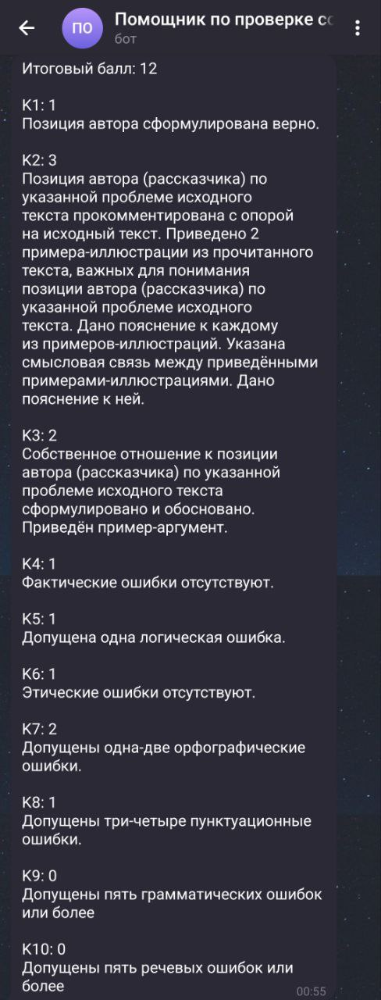 ПО
Помощник по проверке со
бот
Итоговый балл: 12
К1: 1
Позиция автора сформулирована верно.
К2: 3
Позиция автора (рассказчика) по
указанной проблеме исходного
текста прокомментирована с опорой
на исходный текст. Приведено 2
примера-иллюстрации из прочитанного
текста, важных для понимания
позиции автора (рассказчика) по
указанной проблеме исходного
текста. Дано пояснение к каждому
из примеров-иллюстраций. Указана
смысловая связь между приведёнными
примерами-иллюстрациями. Дано
пояснение к ней.
К3: 2
Собственное отношение к позиции
автора (рассказчика) по указанной
проблеме исходного текста
сформулировано и обосновано.
Приведён пример-аргумент.
К4: 1
Фактические ошибки отсутствуют.
К5: 1
Допущена одна логическая ошибка.
К6: 1
Этические ошибки отсутствуют.
К7: 2
Допущены одна-две орфографические
ошибки.
К8: 1
Допущены три-четыре пунктуационные
ошибки.
К9: 0
Допущены пять грамматических ошибок
или более
К10: 0
Допущены пять речевых ошибок или
более
00:55